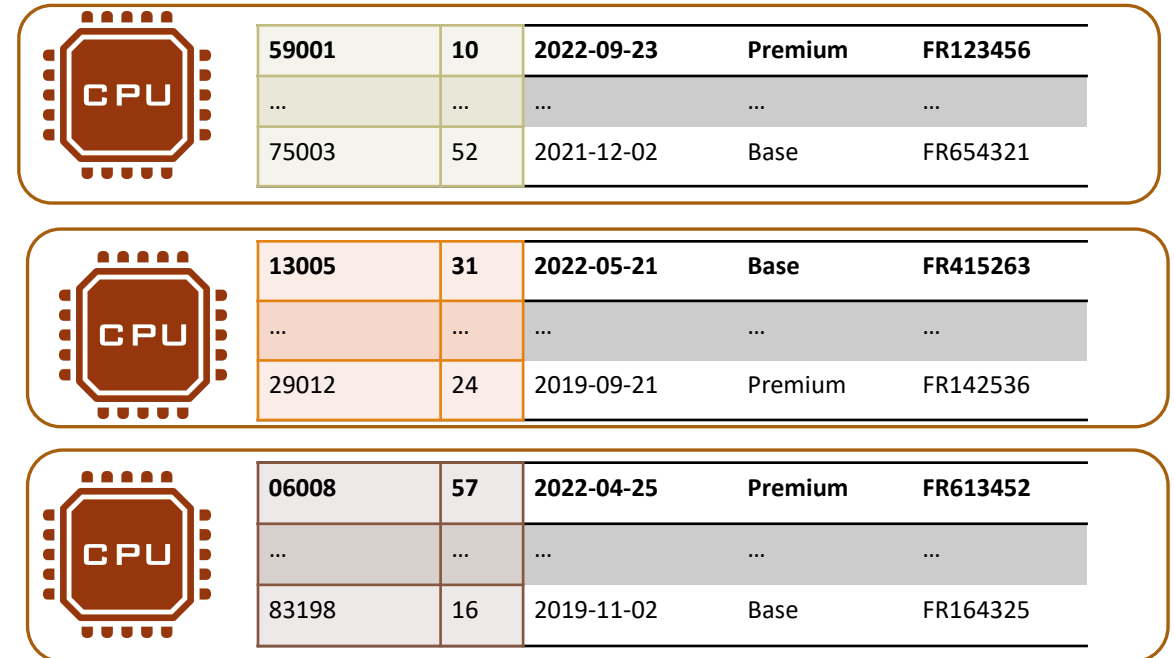 59001 10 2022-09-23 Premium FR123456
CPU
... ... ... ... ...
75003 52 2021-12-02 Base FR654321
13005 31 2022-05-21 Base FR415263
CPU
... ... ... ... ...
29012 24 2019-09-21 Premium FR142536
06008 57 2022-04-25 Premium FR613452
CPU
... ... ... ... ...
83198 16 2019-11-02 Base FR164325